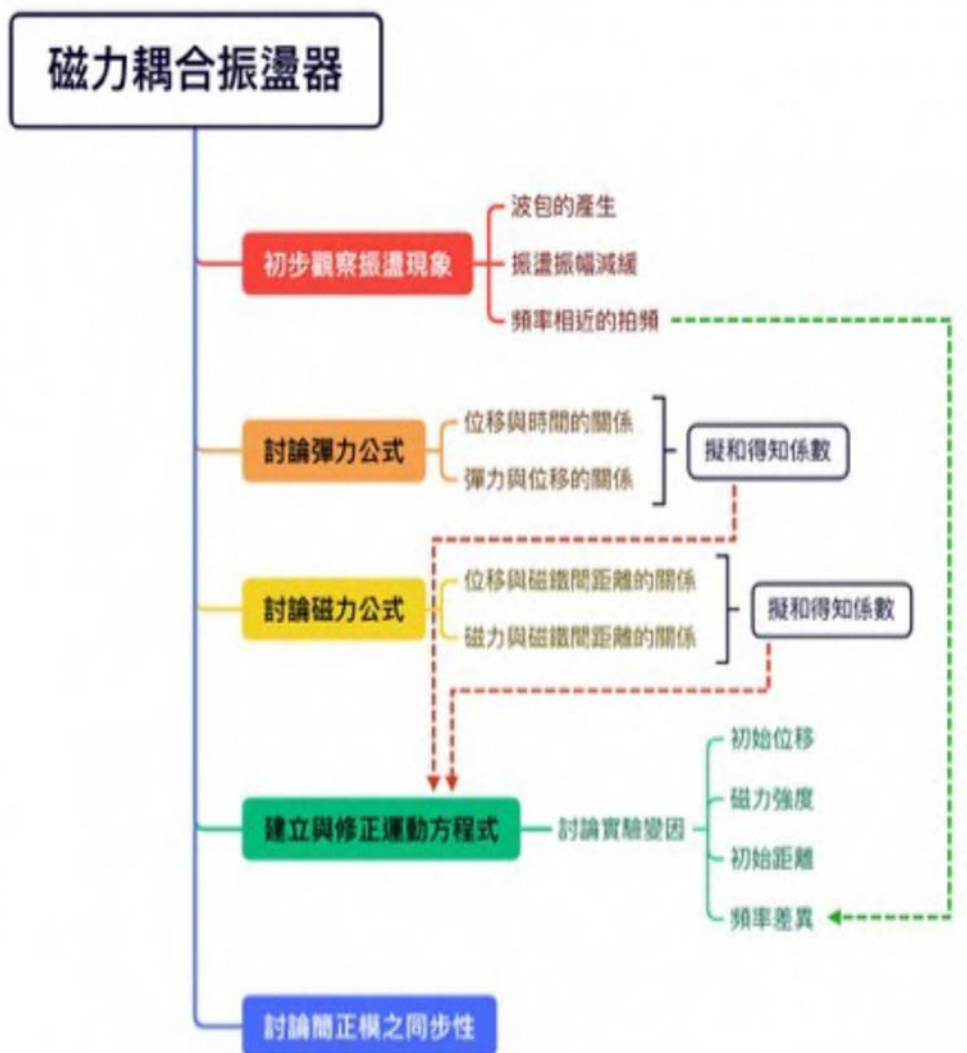 磁力耦合振盪器
初步觀察振盪現象
波包的產生
振盪振幅減緩
頻率相近的拍頻
討論彈力公式
位移與時間的關係
彈力與位移的關係
擬和得知係數
討論磁力公式
位移與磁鐵間距離的關係
磁力與磁鐵間距離的關係
擬和得知係數
建立與修正運動方程式
討論實驗變因
初始位移
磁力強度
初始距離
頻率差異
討論簡正模之同步性